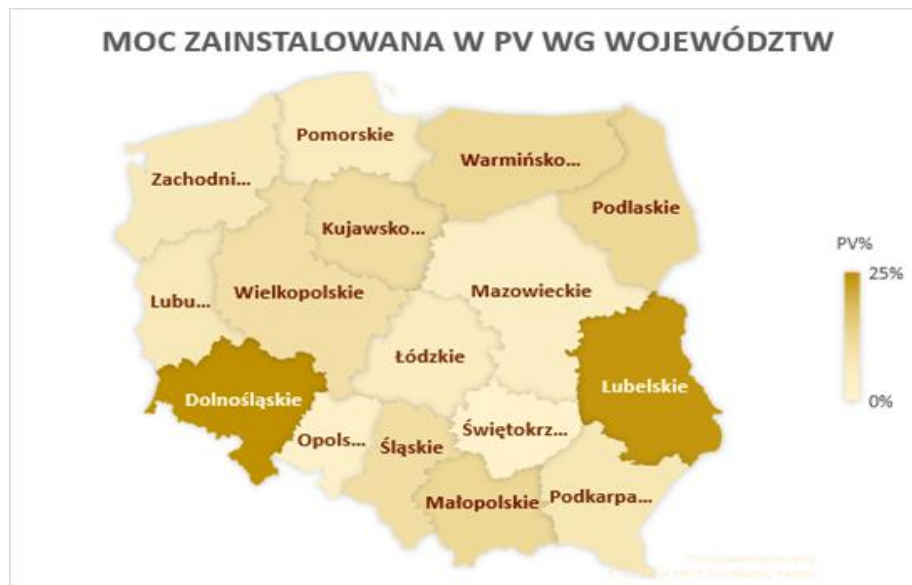 MOC ZAINSTALOWANA W PV WG WOJEWÓDZTW
Pomorskie
Warmińsko ...
Zachodni...
Podlaskie
Kujawsko ...
PV%
25%
Wielkopolskie
Mazowieckie
Lubu ...
Łódzkie
Lubelskie
0%
Dolnośląskie
Świętokrz...
Opols ...
Śląskie
Małopolskie
Podkarpa ...